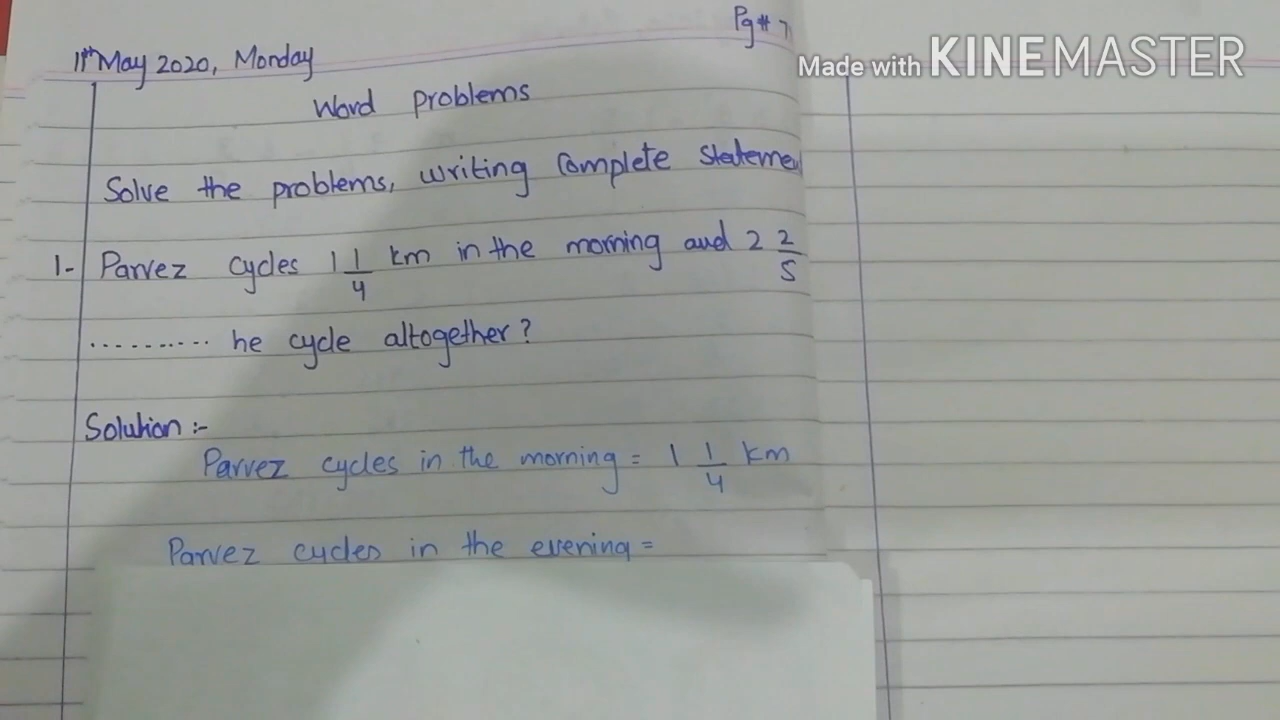 Pg# 7
11th May 2020, Monday
Made with KINEMASTER
Word Problems
Solve the problems, writing Complete
1- Parvez cycles 1 1/4 km in the morning and 2 2/5
.......... he cycle altogether?
Solution :-
Parvez cycles in the morning = 1 1/4 km
Parvez cycles in the evening =